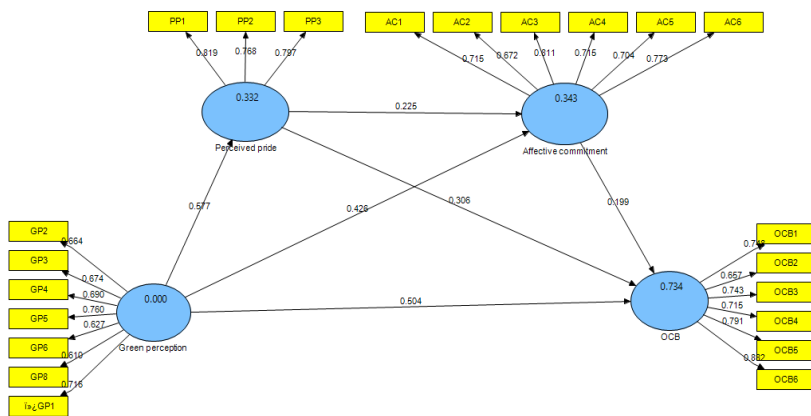 PP1
PP2
PP3
AC1
AC2
AC3
AC4
AC5
AC6
0.819
0.768
0.797
0.715
0.672
0.811
0.715
0.704
0.773
0.332
0.343
0.225
Perceived pride
Affective commitment
0.577
0.426
0.306
0.199
GP2
GP3
GP4
GP5
GP6
GP8
ï»¿GP1
0.664
0.674
0.690
0.760
0.627
0.610
0.716
0.000
Green perception
0.504
0.734
OCB
OCB1
OCB2
OCB3
OCB4
OCB5
OCB6
0.657
0.743
0.715
0.791